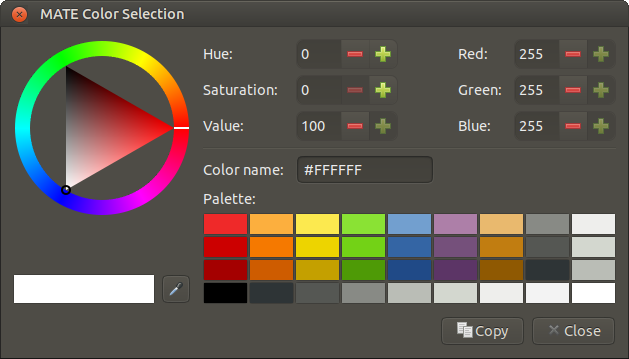 MATE Color Selection
Hue: 0 Red: 255
Saturation: 0 Green: 255
Value: 100 Blue: 255
Color name: #FFFFFF
Palette:
Copy Close